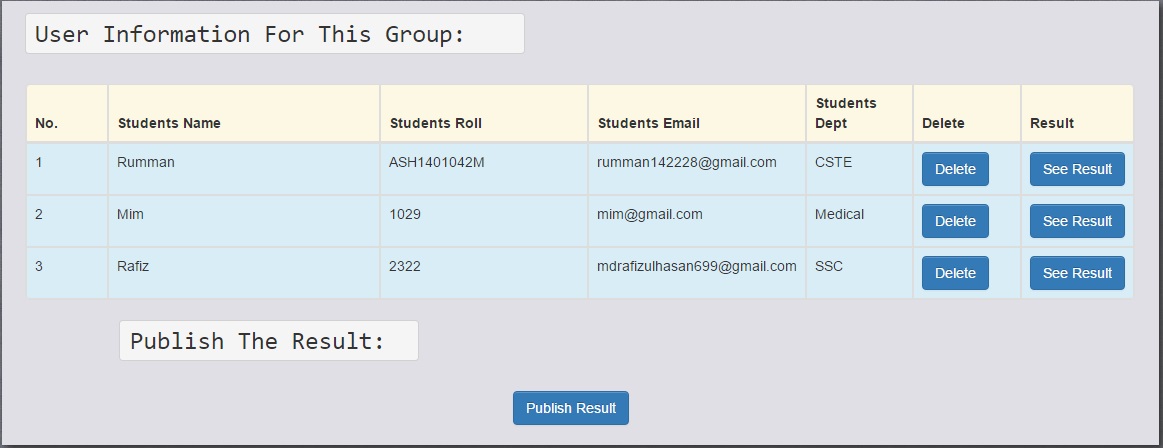 User Information For This Group:
No. Students Name Students Roll Students Email Students Dept Delete Result
1 Rumman ASH1401042M rumman142228@gmail.com CSTE Delete See Result
2 Mim 1029 mim@gmail.com Medical Delete See Result
3 Rafiz 2322 mdrafizulhasan699@gmail.com SSC Delete See Result
Publish The Result:
Publish Result